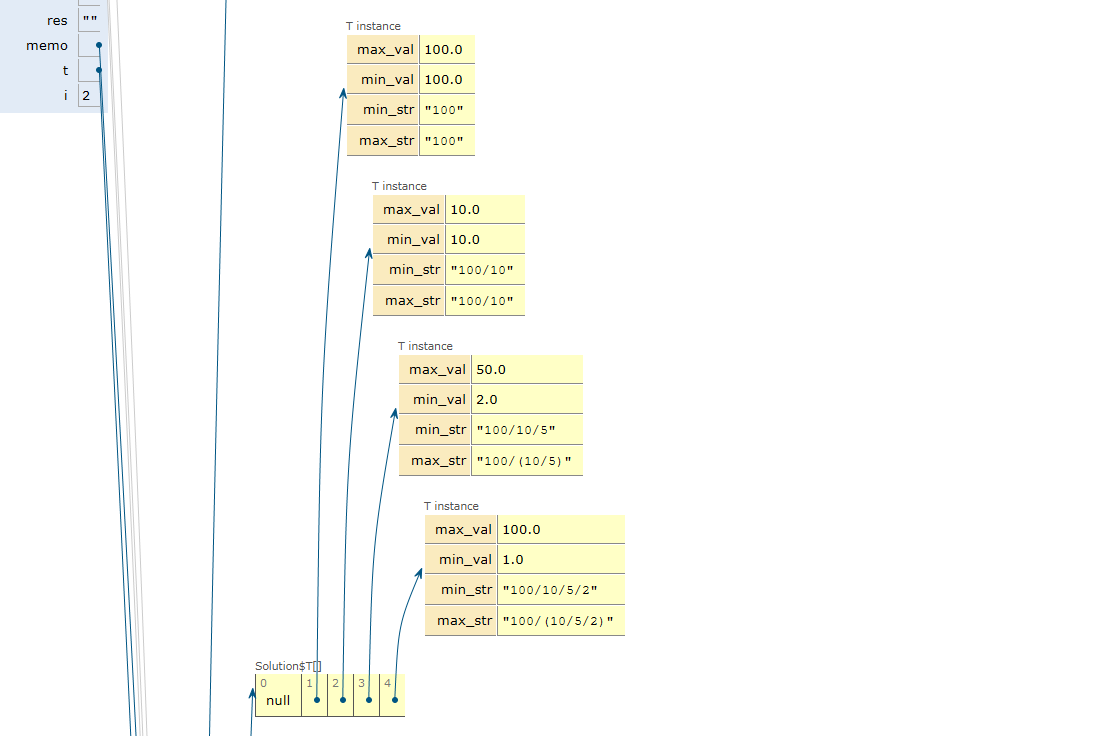 res ""
memo
t
i 2
T instance
max_val 100.0
min_val 100.0
min_str "100"
max_str "100"
T instance
max_val 10.0
min_val 10.0
min_str "100/10"
max_str "100/10"
T instance
max_val 50.0
min_val 2.0
min_str "100/10/5"
max_str "100/(10/5)"
T instance
max_val 100.0
min_val 1.0
min_str "100/10/5/2"
max_str "100/(10/5/2)"
Solution$T[]
0 1 2 3 4
null